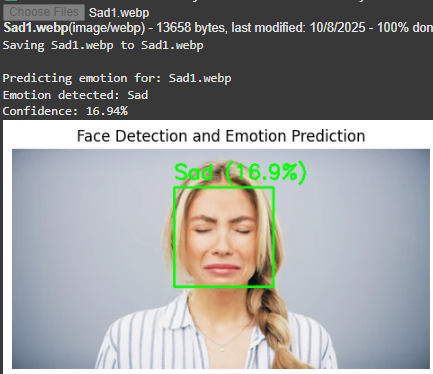 Choose Files Sad1.webp
Sad1.webp(image/webp) - 13658 bytes, last modified: 10/8/2025 - 100% don
Saving Sad1.webp to Sad1.webp
Predicting emotion for: Sad1.webp
Emotion detected: Sad
Confidence: 16.94%
Face Detection and Emotion Prediction
Sad (16.9%)